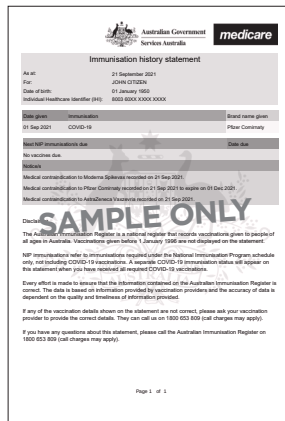 Australian Government
Services Australia
medicare
Immunisation history statement
As at: 21 September 2021
For: JOHN CITIZEN
Date of birth: 01 January 1950
Individual Healthcare Identifier (IHI): 8003 60XX XXXX XXXX
Date given Immunisation Brand name given
01 Sep 2021 COVID-19 Pfizer Comirnaty
Next NIP immunisation/s due Date due
No vaccines due.
Notice/s
Medical contraindication to Moderna Spikevax recorded on 21 Sep 2021.
Medical contraindication to Pfizer Comirnaty recorded on 21 Sep 2021 to expire on 01 Dec 2021.
Medical contraindication to AstraZeneca Vaxzevria recorded on 21 Sep 2021.
SAMPLE ONLY
The Australian Immunisation Register is a national register that records vaccinations given to people of
all ages in Australia. Vaccinations given before 1 January 1996 are not displayed on the statement.
NIP immunisations refer to immunisations required under the National Immunisation Program schedule
only, not including COVID-19 vaccinations. A separate COVID-19 immunisation status will appear on
this statement when you have received all required COVID-19 vaccinations.
Every effort is made to ensure that the information contained on the Australian Immunisation Register is
correct. The data is based on information provided by vaccination providers and the accuracy of data is
dependent on the quality and timeliness of information provided.
If any of the vaccination details shown on the statement are not correct, please ask your vaccination
provider to provide the correct details. They can call us on 1800 653 809 (call charges may apply).
If you have any questions about this statement, please call the Australian Immunisation Register on
1800 653 809 (call charges may apply).
Page 1 of 1